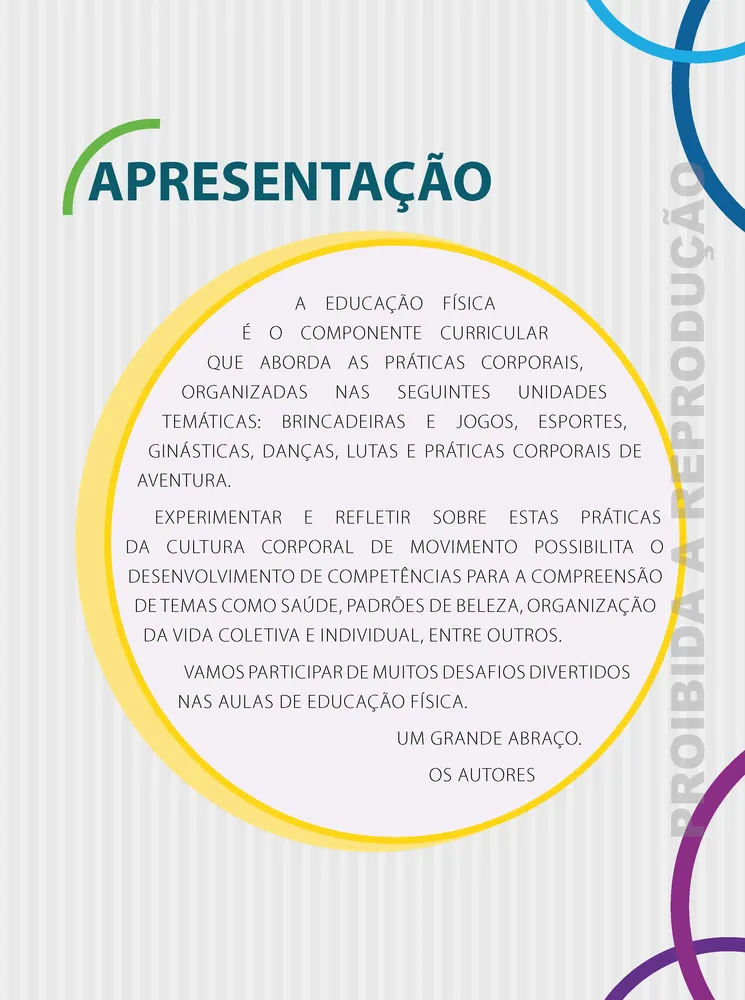 APRESENTAÇÃO
A EDUCAÇÃO FÍSICA
É O COMPONENTE CURRICULAR
QUE ABORDA AS PRÁTICAS CORPORAIS,
ORGANIZADAS NAS SEGUINTES UNIDADES
TEMÁTICAS: BRINCADEIRAS E JOGOS, ESPORTES,
GINÁSTICAS, DANÇAS, LUTAS E PRÁTICAS CORPORAIS DE
AVENTURA.
EXPERIMENTAR E REFLETIR SOBRE ESTAS PRÁTICAS
DA CULTURA CORPORAL DE MOVIMENTO POSSIBILITA O
DESENVOLVIMENTO DE COMPETÊNCIAS PARA A COMPREENSÃO
DE TEMAS COMO SAÚDE, PADRÕES DE BELEZA, ORGANIZAÇÃO
DA VIDA COLETIVA E INDIVIDUAL, ENTRE OUTROS.
VAMOS PARTICIPAR DE MUITOS DESAFIOS DIVERTIDOS
NAS AULAS DE EDUCAÇÃO FÍSICA.
UM GRANDE ABRAÇO.
OS AUTORES
PROIBIDA A REPRODUÇÃO